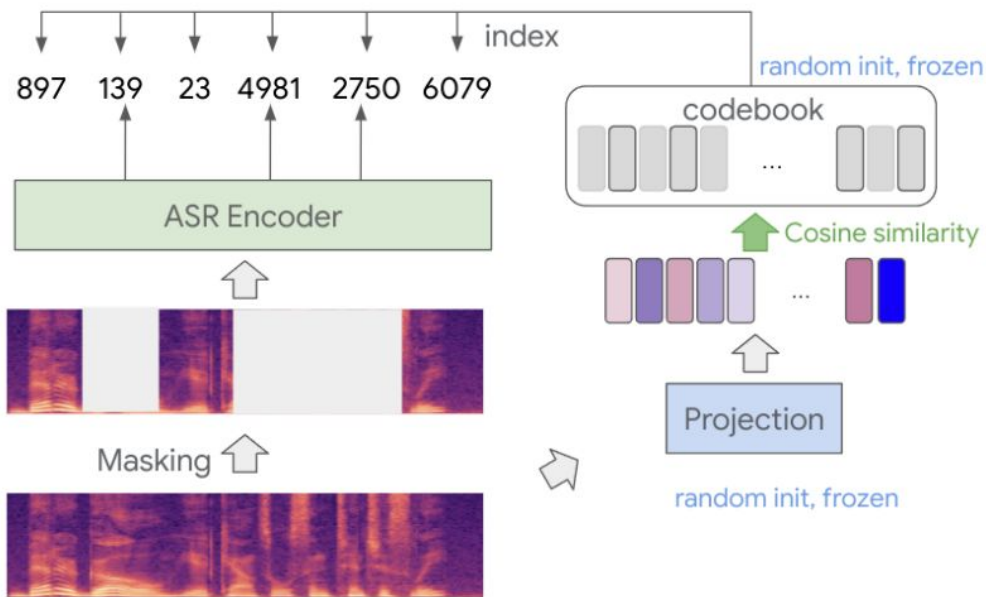 index
897 139 23 4981 2750 6079
random init, frozen
codebook
...
ASR Encoder
Cosine similarity
...
Projection
Masking
random init, frozen